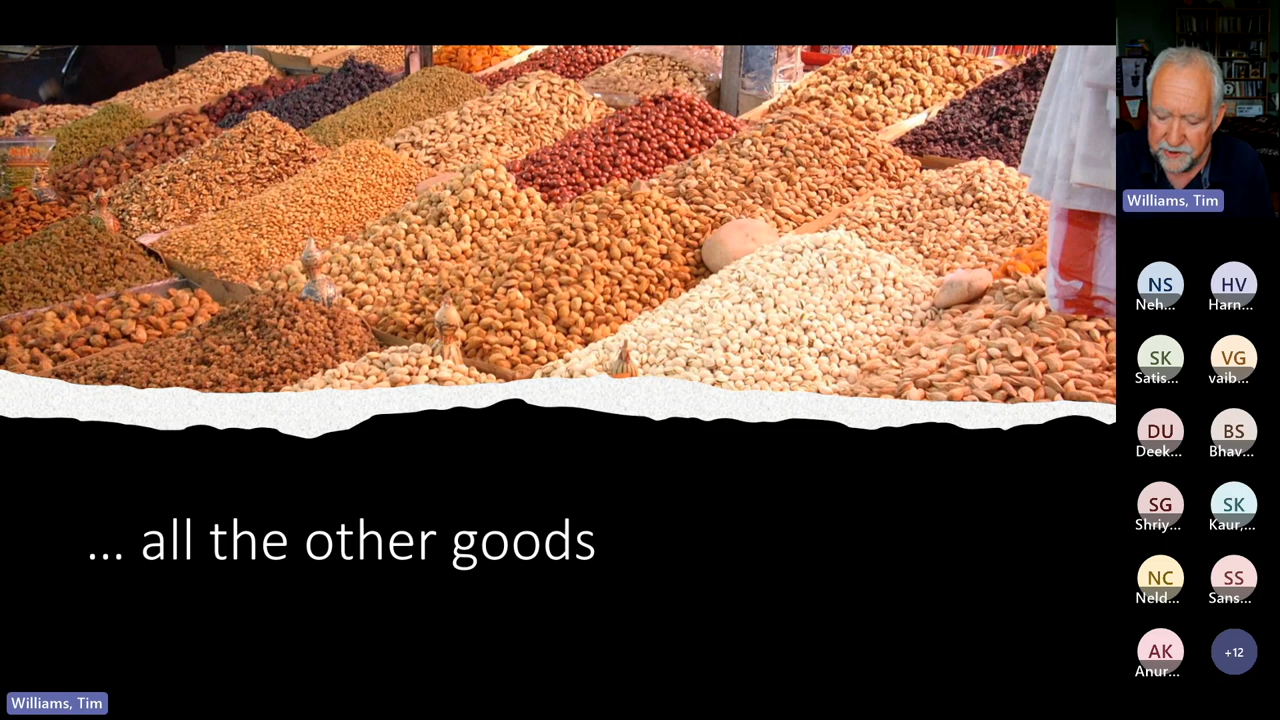 ... all the other goods
Williams, Tim
Williams, Tim
NS
Neh...
HV
Harn...
SK
Satis...
VG
vaib...
DU
Deek...
BS
Bhav...
SG
Shriy...
SK
Kaur,...
NC
Neld...
SS
Sans...
AK
Anur...
+12